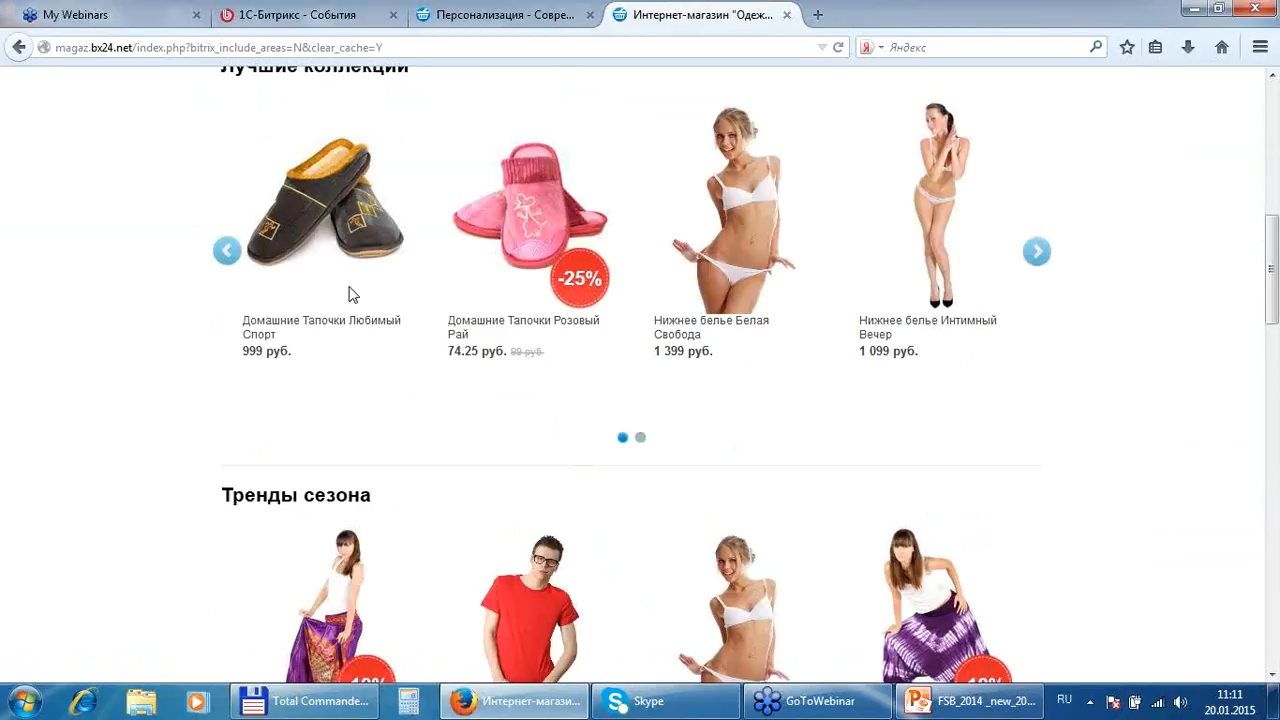 My Webinars
1С-Битрикс - События
Персонализация - Совре...
Интернет-магазин "Одеж...
magaz.bx24.net/index.php?bitrix_include_areas=N&clear_cache=Y
Яндекс
Лучшие коллекции
-25%
Домашние Тапочки Любимый
Спорт
999 руб.
Домашние Тапочки Розовый
Рай
74.25 руб. 99 руб.
Нижнее белье Белая
Свобода
1 399 руб.
Нижнее белье Интимный
Вечер
1 099 руб.
Тренды сезона
Total Commande...
Интернет-магази...
Skype
GoToWebinar
FSB_2014 _new_20...
RU
11:11
20.01.2015